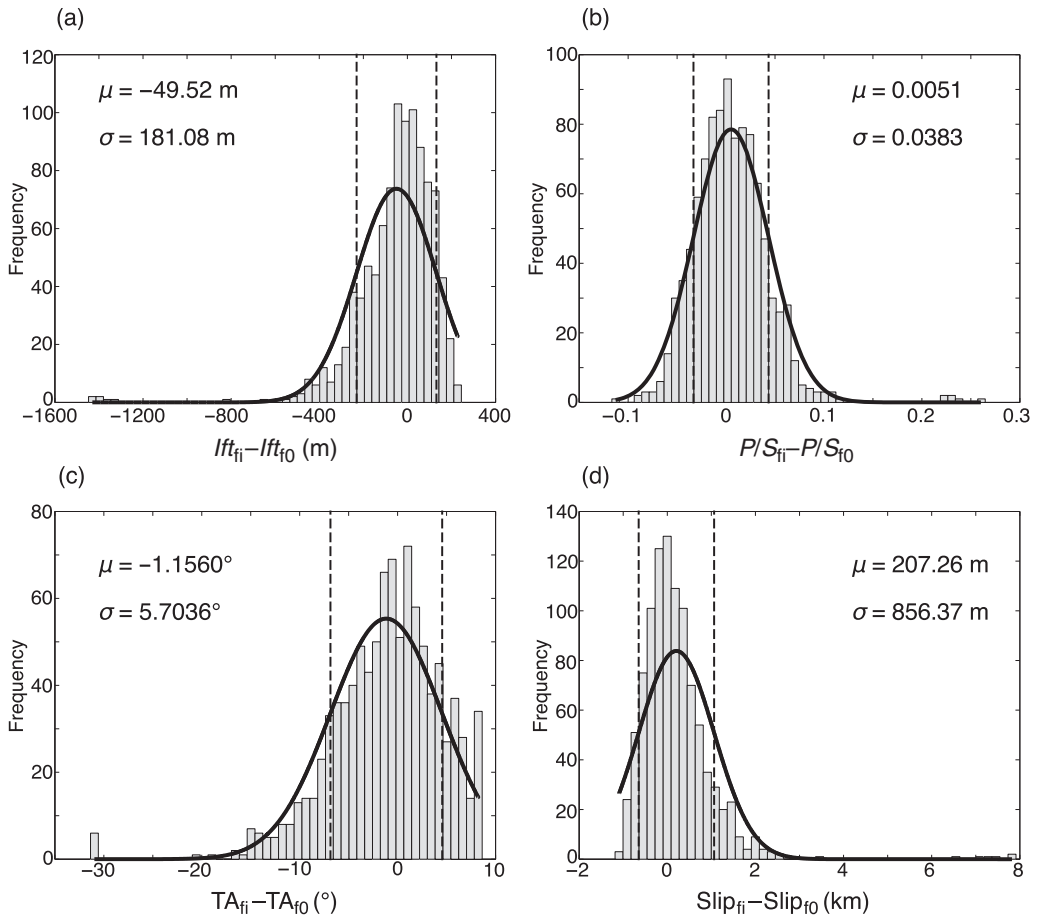 (a)
120
100
80
60
40
20
0
Frequency
μ = −49.52 m
σ = 181.08 m
−1600 −1200 −800 −400 0 400
lft_fi−lft_f0 (m)
(b)
100
80
60
40
20
0
Frequency
μ = 0.0051
σ = 0.0383
−0.1 0 0.1 0.2 0.3
P/S_fi−P/S_f0
(c)
80
60
40
20
0
Frequency
μ = −1.1560°
σ = 5.7036°
−30 −20 −10 0 10
TA_fi−TA_f0 (°)
(d)
140
120
100
80
60
40
20
0
Frequency
μ = 207.26 m
σ = 856.37 m
−2 0 2 4 6 8
Slip_fi−Slip_f0 (km)